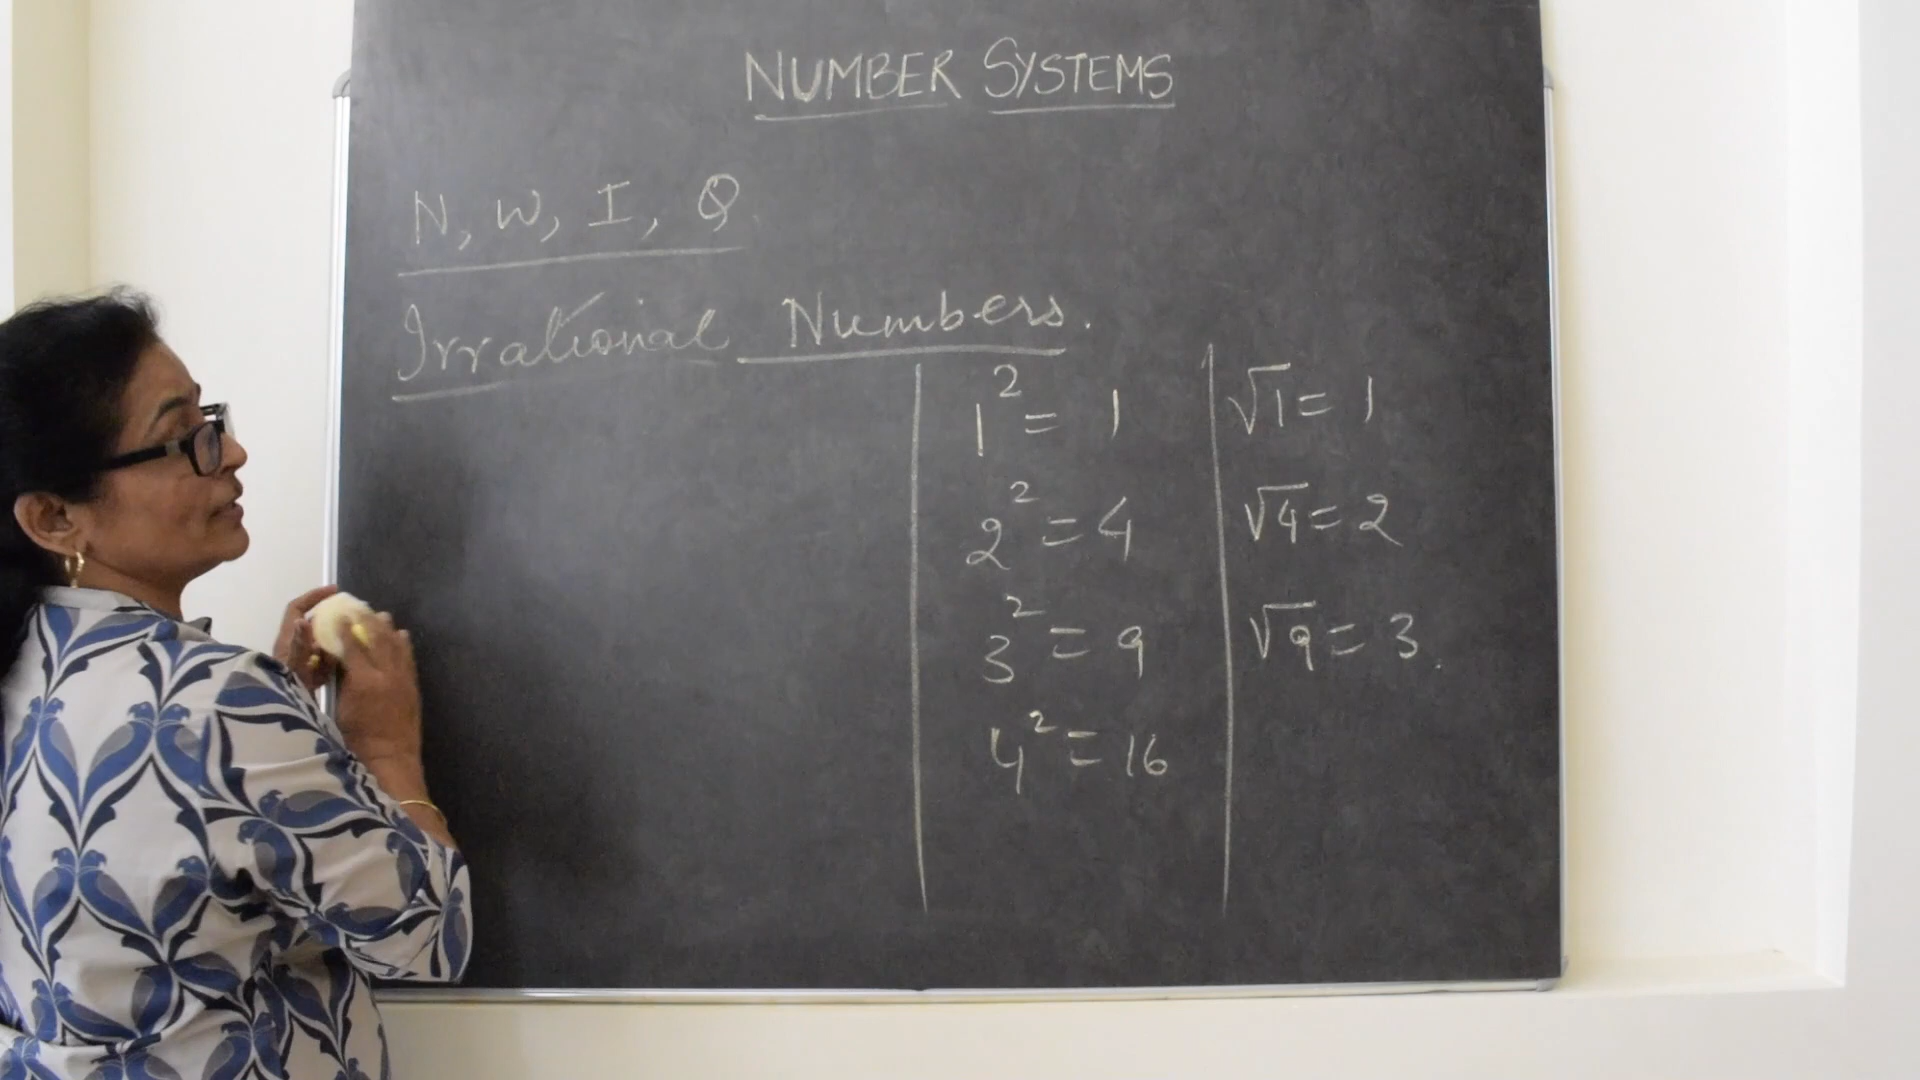 NUMBER SYSTEMS
N, W, I, Q
Irrational Numbers.
1² = 1
2² = 4
3² = 9
4² = 16
√1 = 1
√4 = 2
√9 = 3.